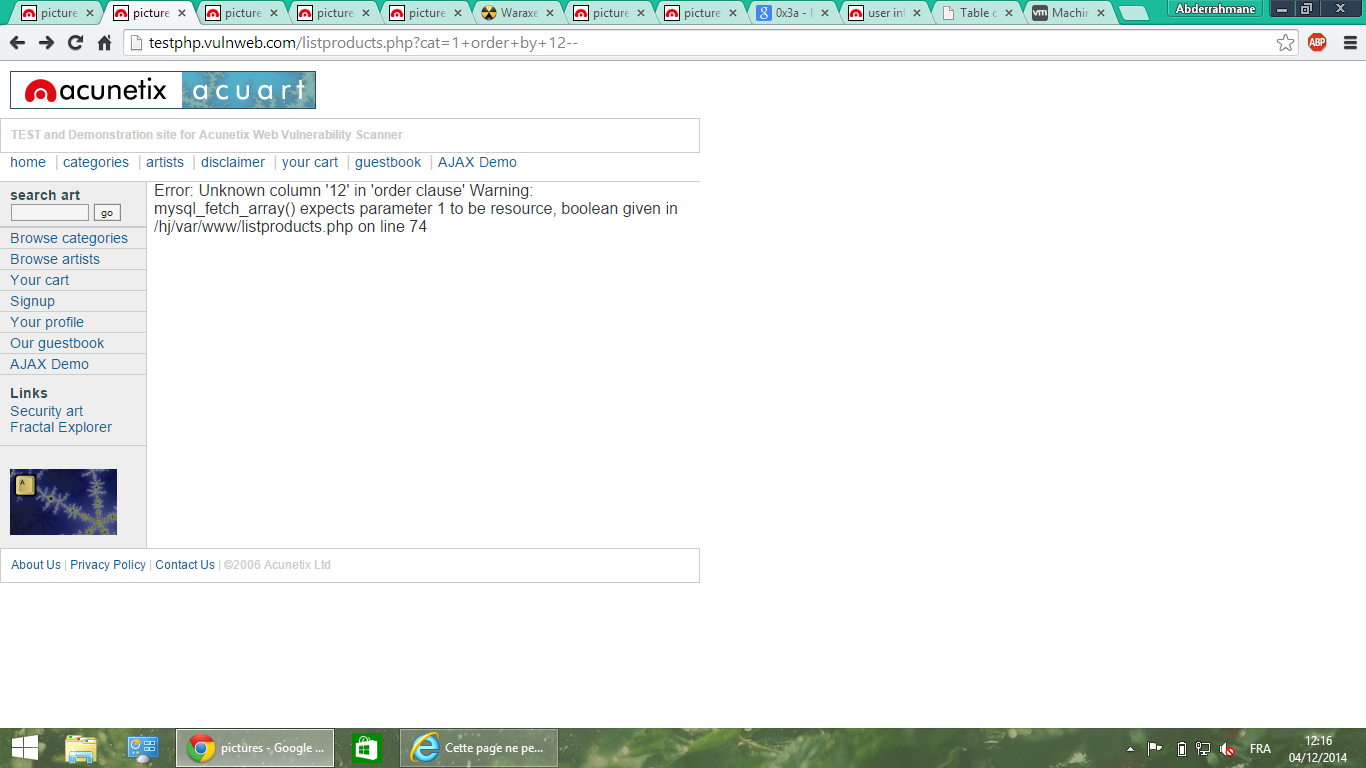 picture picture picture picture picture Waraxe picture picture 0x3a - user inf Table o Machin Abderrahmane
testphp.vulnweb.com/listproducts.php?cat=1+order+by+12--
ABP
acunetix acuart
TEST and Demonstration site for Acunetix Web Vulnerability Scanner
home | categories | artists | disclaimer | your cart | guestbook | AJAX Demo
search art
go
Browse categories
Browse artists
Your cart
Signup
Your profile
Our guestbook
AJAX Demo
Links
Security art
Fractal Explorer
A
Error: Unknown column '12' in 'order clause' Warning:
mysql_fetch_array() expects parameter 1 to be resource, boolean given in
/hj/var/www/listproducts.php on line 74
About Us | Privacy Policy | Contact Us | ©2006 Acunetix Ltd
pictures - Google ... Cette page ne pe... FRA 12:16
04/12/2014